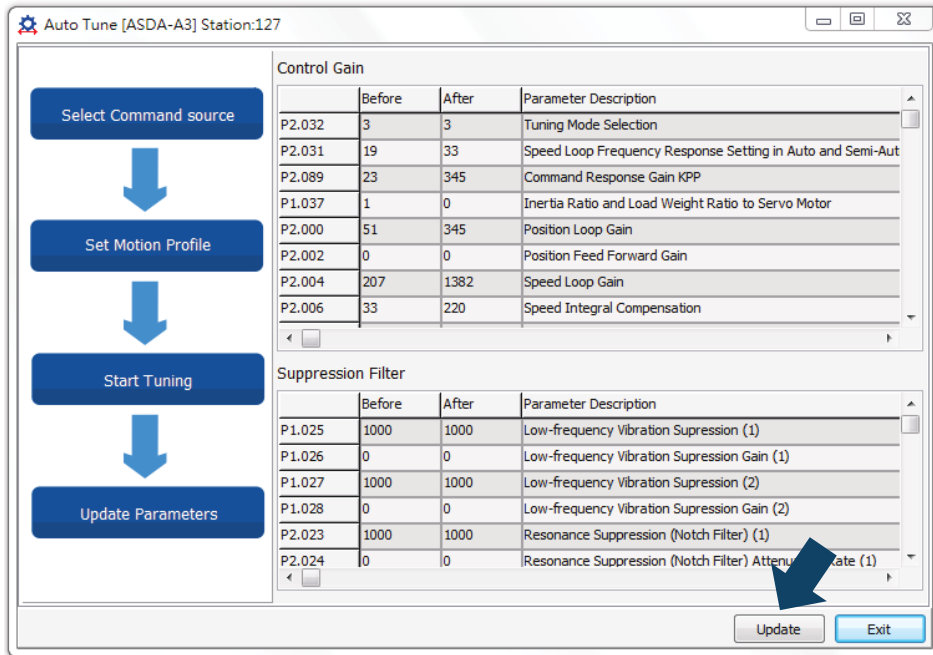 Auto Tune [ASDA-A3] Station:127
Select Command source
Set Motion Profile
Start Tuning
Update Parameters
Control Gain
Before After Parameter Description
P2.032 3 3 Tuning Mode Selection
P2.031 19 33 Speed Loop Frequency Response Setting in Auto and Semi-Aut
P2.089 23 345 Command Response Gain KPP
P1.037 1 0 Inertia Ratio and Load Weight Ratio to Servo Motor
P2.000 51 345 Position Loop Gain
P2.002 0 0 Position Feed Forward Gain
P2.004 207 1382 Speed Loop Gain
P2.006 33 220 Speed Integral Compensation
Suppression Filter
Before After Parameter Description
P1.025 1000 1000 Low-frequency Vibration Supression (1)
P1.026 0 0 Low-frequency Vibration Supression Gain (1)
P1.027 1000 1000 Low-frequency Vibration Supression (2)
P1.028 0 0 Low-frequency Vibration Supression Gain (2)
P2.023 1000 1000 Resonance Suppression (Notch Filter) (1)
P2.024 0 0 Resonance Suppression (Notch Filter) (1)
Update Exit